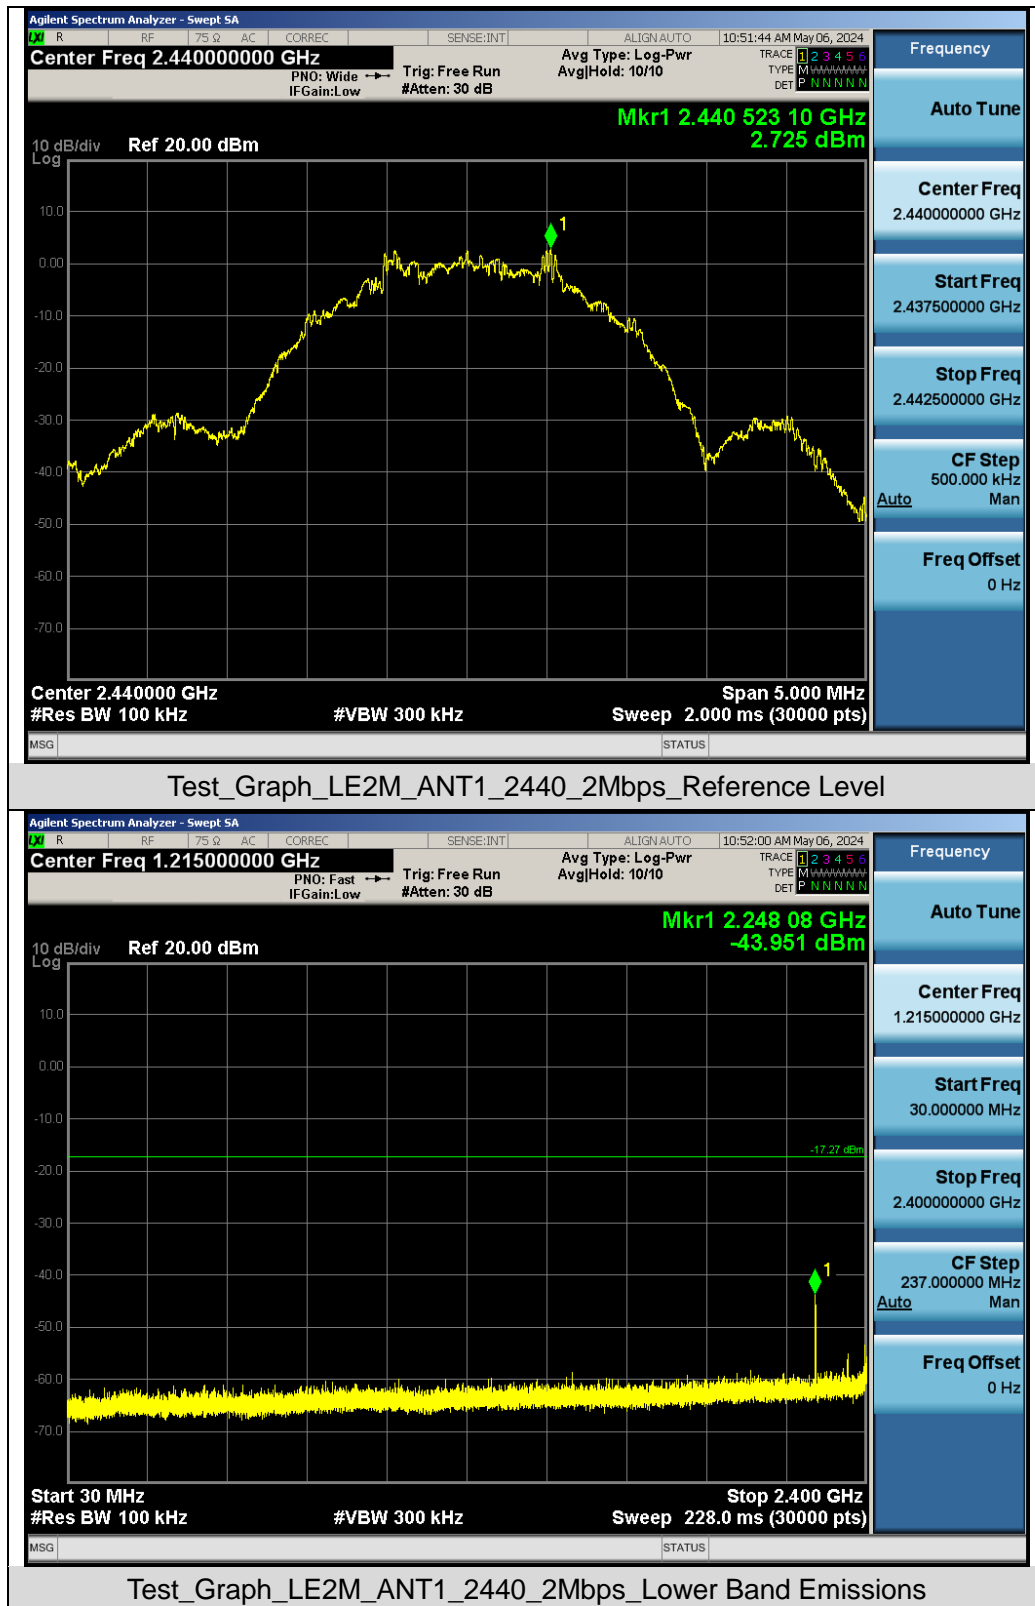 Agilent Spectrum Analyzer - Swept SA
LXI R RF 75 Ω AC CORREC SENSE:INT ALIGN AUTO 10:51:44 AM May 06, 2024
Center Freq 2.440000000 GHz
PNO: Wide
IFGain:Low
Trig: Free Run
#Atten: 30 dB
Avg Type: Log-Pwr
Avg|Hold: 10/10
TRACE 1 2 3 4 5 6
TYPE M
DET P N N N N N
Mkr1 2.440 523 10 GHz
2.725 dBm
10 dB/div Ref 20.00 dBm
Log
10.0
0.00
-10.0
-20.0
-30.0
-40.0
-50.0
-60.0
-70.0
1
Center 2.440000 GHz Span 5.000 MHz
#Res BW 100 kHz #VBW 300 kHz Sweep 2.000 ms (30000 pts)
MSG STATUS
Frequency
Auto Tune
Center Freq
2.440000000 GHz
Start Freq
2.437500000 GHz
Stop Freq
2.442500000 GHz
CF Step
500.000 kHz
Auto Man
Freq Offset
0 Hz
Test_Graph_LE2M_ANT1_2440_2Mbps_Reference Level
Agilent Spectrum Analyzer - Swept SA
LXI R RF 75 Ω AC CORREC SENSE:INT ALIGN AUTO 10:52:00 AM May 06, 2024
Center Freq 1.215000000 GHz
PNO: Fast
IFGain:Low
Trig: Free Run
#Atten: 30 dB
Avg Type: Log-Pwr
Avg|Hold: 10/10
TRACE 1 2 3 4 5 6
TYPE M
DET P N N N N N
Mkr1 2.248 08 GHz
-43.951 dBm
10 dB/div Ref 20.00 dBm
Log
10.0
0.00
-10.0
-17.27 dBm
-20.0
-30.0
-40.0
-50.0
-60.0
-70.0
1
Start 30 MHz Stop 2.400 GHz
#Res BW 100 kHz #VBW 300 kHz Sweep 228.0 ms (30000 pts)
MSG STATUS
Frequency
Auto Tune
Center Freq
1.215000000 GHz
Start Freq
30.000000 MHz
Stop Freq
2.400000000 GHz
CF Step
237.000000 MHz
Auto Man
Freq Offset
0 Hz
Test_Graph_LE2M_ANT1_2440_2Mbps_Lower Band Emissions